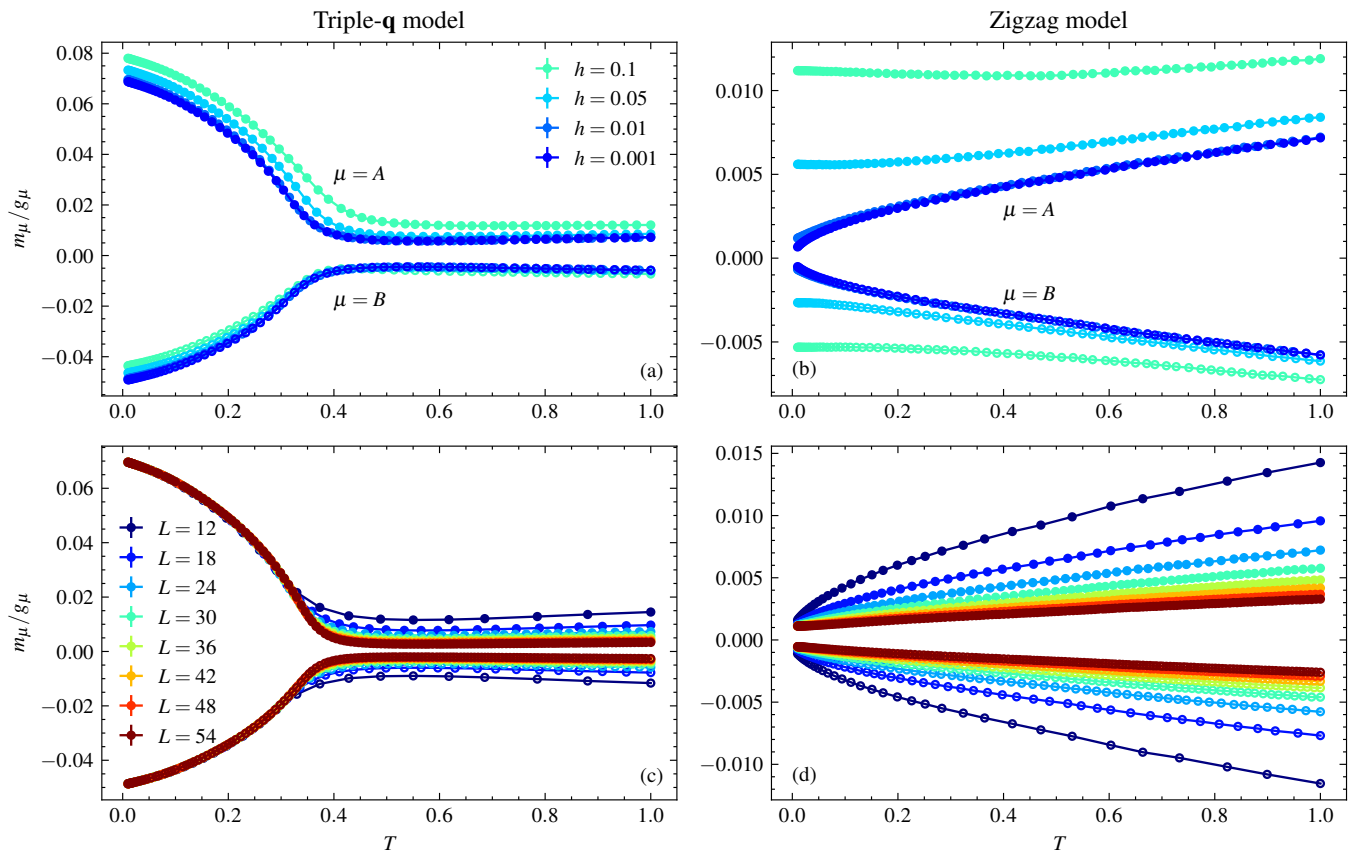 Triple-q model
Zigzag model
0.08
0.06
0.04
0.02
0.00
−0.02
−0.04
m_μ/g_μ
h = 0.1
h = 0.05
h = 0.01
h = 0.001
μ = A
μ = B
(a)
0.0 0.2 0.4 0.6 0.8 1.0
0.010
0.005
0.000
−0.005
μ = A
μ = B
(b)
0.0 0.2 0.4 0.6 0.8 1.0
0.06
0.04
0.02
0.00
−0.02
−0.04
m_μ/g_μ
L = 12
L = 18
L = 24
L = 30
L = 36
L = 42
L = 48
L = 54
(c)
0.0 0.2 0.4 0.6 0.8 1.0
T
0.015
0.010
0.005
0.000
−0.005
−0.010
(d)
0.0 0.2 0.4 0.6 0.8 1.0
T